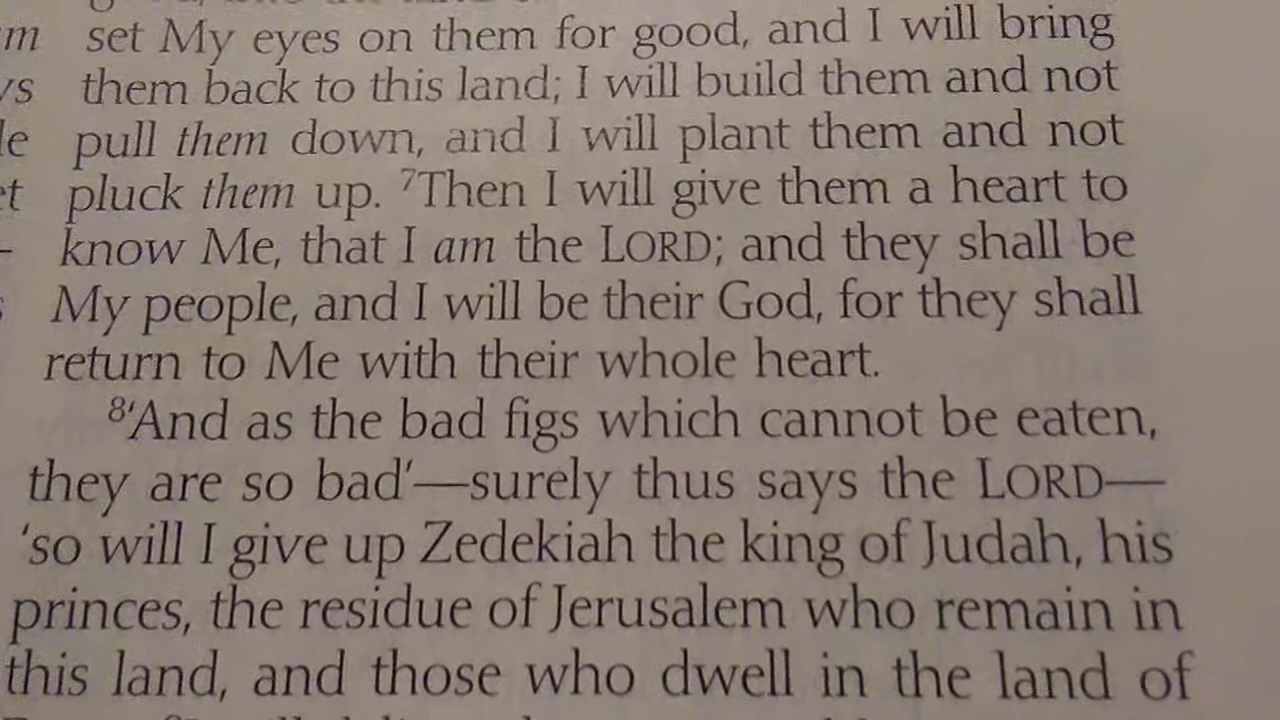 m set My eyes on them for good, and I will bring
ys them back to this land; I will build them and not
le pull them down, and I will plant them and not
et pluck them up. ⁷Then I will give them a heart to
- know Me, that I am the LORD; and they shall be
s My people, and I will be their God, for they shall
return to Me with their whole heart.
⁸'And as the bad figs which cannot be eaten,
they are so bad'—surely thus says the LORD—
'so will I give up Zedekiah the king of Judah, his
princes, the residue of Jerusalem who remain in
this land, and those who dwell in the land of